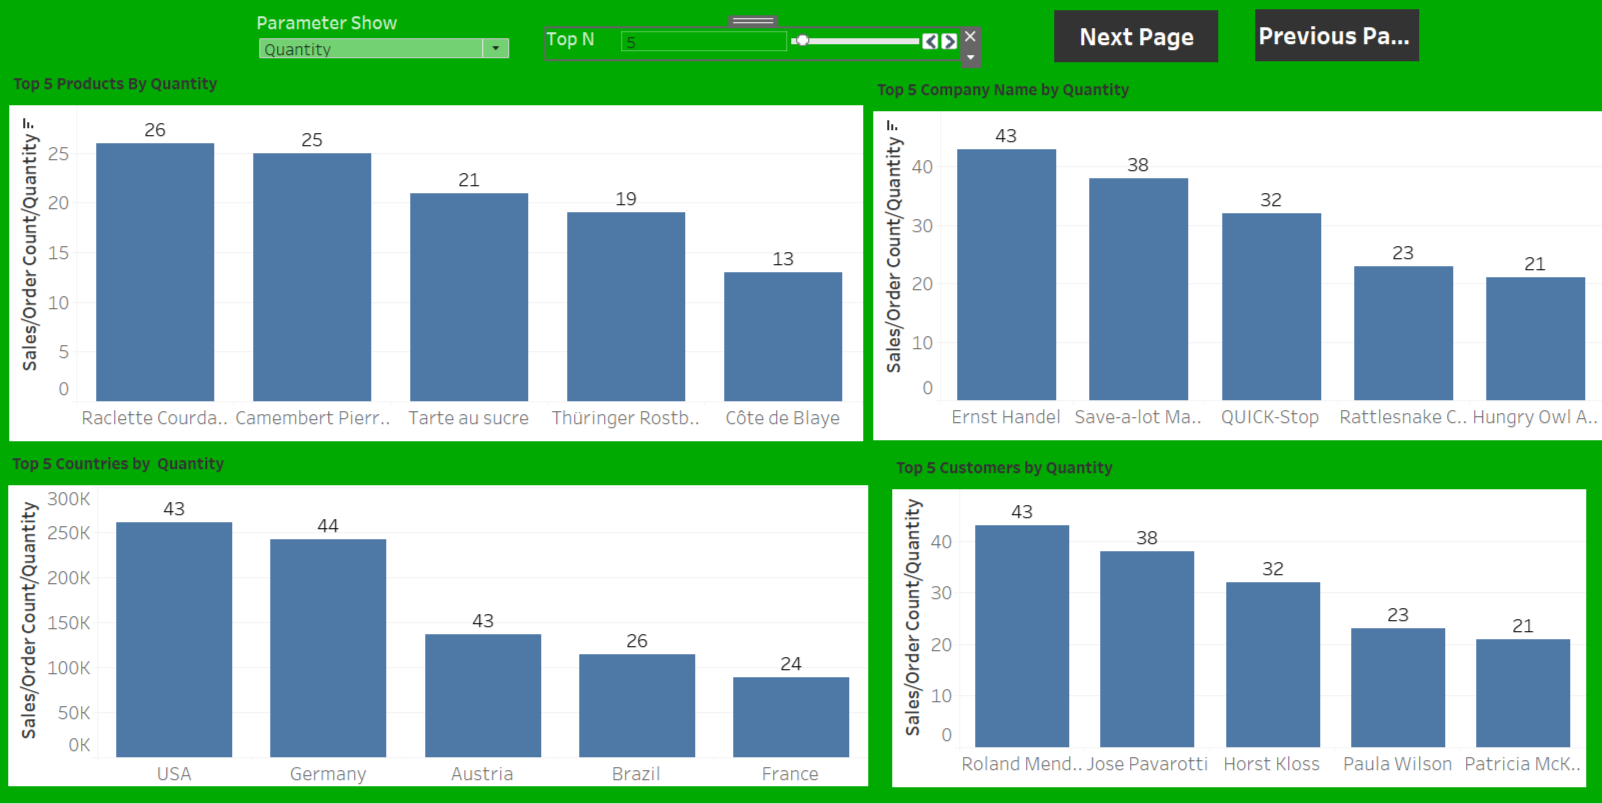 Parameter Show
Quantity
Top N
5
Next Page
Previous Pa...
Top 5 Products By Quantity
Sales/Order Count/Quantity
25
20
15
10
5
0
26
25
21
19
13
Raclette Courda..
Camembert Pierr..
Tarte au sucre
Thüringer Rostb..
Côte de Blaye
Top 5 Company Name by Quantity
Sales/Order Count/Quantity
40
30
20
10
0
43
38
32
23
21
Ernst Handel
Save-a-lot Ma..
QUICK-Stop
Rattlesnake C..
Hungry Owl A..
Top 5 Countries by  Quantity
Sales/Order Count/Quantity
300K
250K
200K
150K
100K
50K
0K
43
44
43
26
24
USA
Germany
Austria
Brazil
France
Top 5 Customers by Quantity
Sales/Order Count/Quantity
40
30
20
10
0
43
38
32
23
21
Roland Mend..
Jose Pavarotti
Horst Kloss
Paula Wilson
Patricia McK..